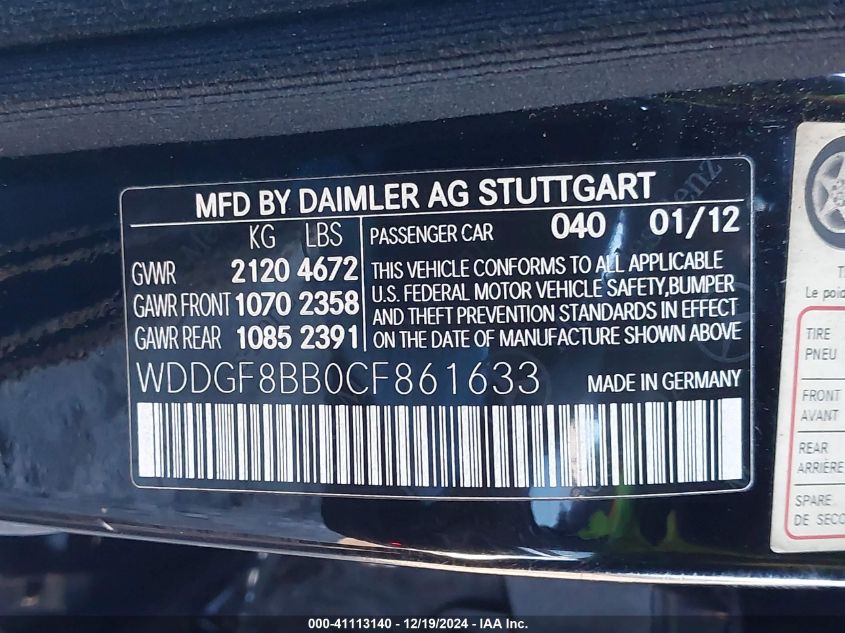 MFD BY DAIMLER AG STUTTGART
KG LBS
GVWR 2120 4672
GAWR FRONT 1070 2358
GAWR REAR 1085 2391
PASSENGER CAR 040 01/12
THIS VEHICLE CONFORMS TO ALL APPLICABLE
U.S. FEDERAL MOTOR VEHICLE SAFETY,BUMPER
AND THEFT PREVENTION STANDARDS IN EFFECT
ON THE DATE OF MANUFACTURE SHOWN ABOVE
WDDGF8BB0CF861633 MADE IN GERMANY
Le poid
TIRE
PNEU
FRONT
AVANT
REAR
ARRIERE
SPARE
DE SECO
000-41113140 - 12/19/2024 - IAA Inc.